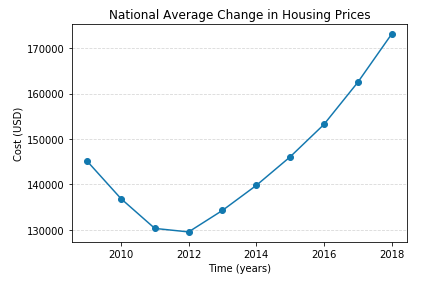 National Average Change in Housing Prices
Cost (USD)
170000
160000
150000
140000
130000
2010 2012 2014 2016 2018
Time (years)